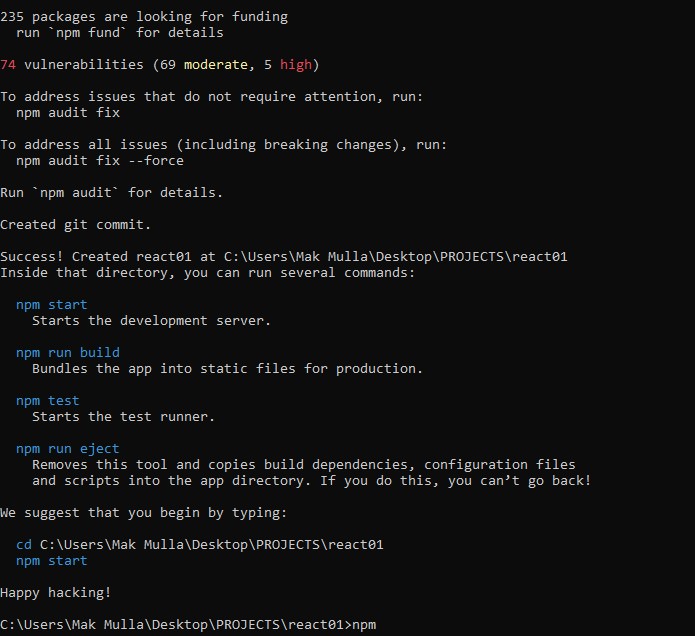 235 packages are looking for funding
run `npm fund` for details
74 vulnerabilities (69 moderate, 5 high)
To address issues that do not require attention, run:
npm audit fix
To address all issues (including breaking changes), run:
npm audit fix --force
Run `npm audit` for details.
Created git commit.
Success! Created react01 at C:\Users\Mak Mulla\Desktop\PROJECTS\react01
Inside that directory, you can run several commands:
npm start
Starts the development server.
npm run build
Bundles the app into static files for production.
npm test
Starts the test runner.
npm run eject
Removes this tool and copies build dependencies, configuration files
and scripts into the app directory. If you do this, you can’t go back!
We suggest that you begin by typing:
cd C:\Users\Mak Mulla\Desktop\PROJECTS\react01
npm start
Happy hacking!
C:\Users\Mak Mulla\Desktop\PROJECTS\react01>npm